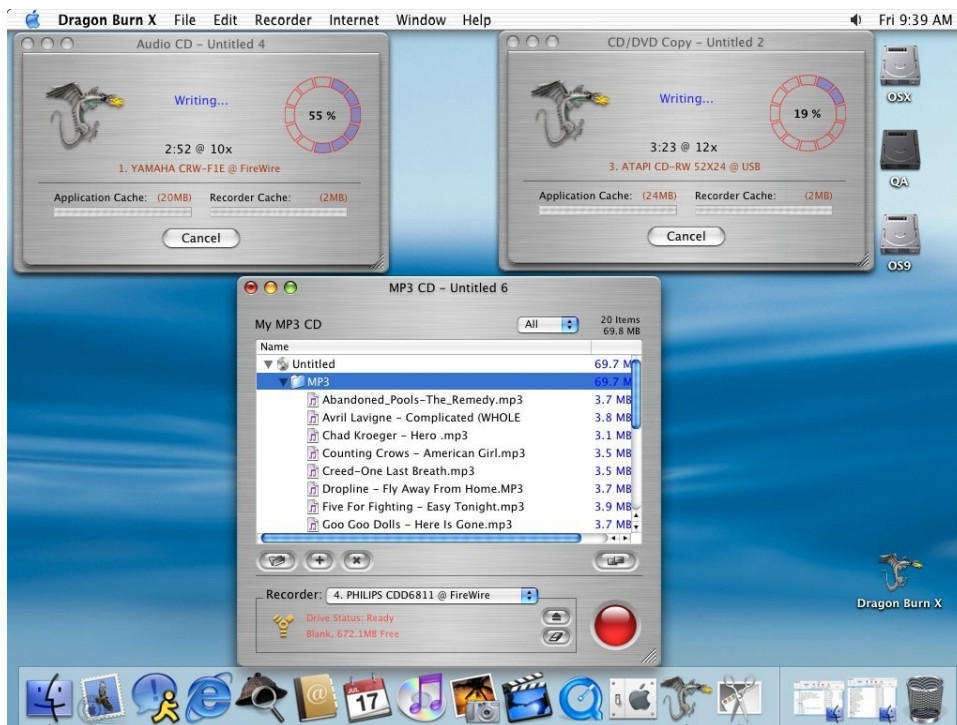 Dragon Burn X File Edit Recorder Internet Window Help Fri 9:39 AM
Audio CD – Untitled 4
Writing...
55 %
2:52 @ 10x
1. YAMAHA CRW-F1E @ FireWire
Application Cache: (20MB) Recorder Cache: (2MB)
Cancel
CD/DVD Copy – Untitled 2
Writing...
19 %
3:23 @ 12x
3. ATAPI CD-RW 52X24 @ USB
Application Cache: (24MB) Recorder Cache: (2MB)
Cancel
OSX
QA
OS9
MP3 CD – Untitled 6
My MP3 CD All 20 Items
69.8 MB
Name
Untitled 69.7 M
MP3 69.7 M
Abandoned_Pools-The_Remedy.mp3 3.7 MB
Avril Lavigne – Complicated (WHOLE 3.8 MB
Chad Kroeger – Hero .mp3 3.1 MB
Counting Crows – American Girl.mp3 3.5 MB
Creed-One Last Breath.mp3 3.5 MB
Dropline – Fly Away From Home.MP3 3.7 MB
Five For Fighting – Easy Tonight.mp3 3.9 MB
Goo Goo Dolls – Here Is Gone.mp3 3.7 MB
Recorder: 4. PHILIPS CDD6811 @ FireWire
Drive Status: Ready
Blank, 672.1MB Free
Dragon Burn X
JUL
17